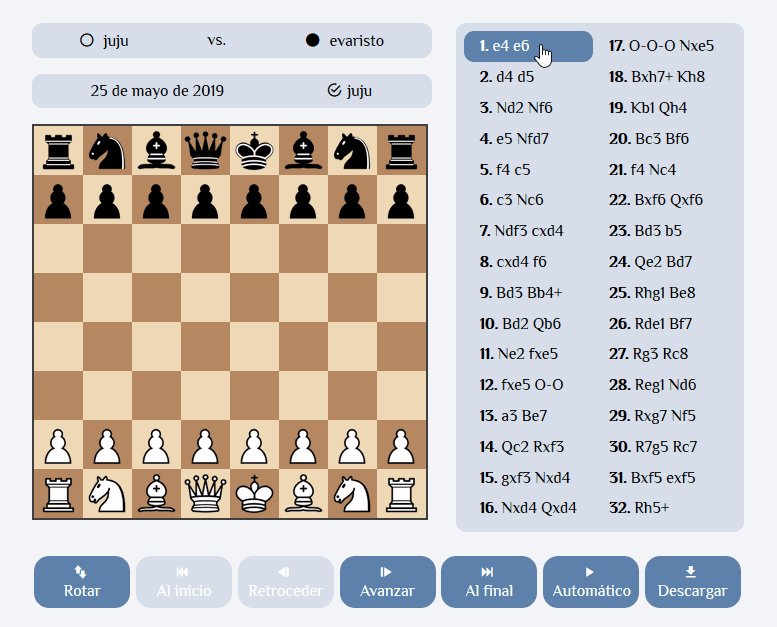 juju vs. evaristo
25 de mayo de 2019 juju
1. e4 e6
2. d4 d5
3. Nd2 Nf6
4. e5 Nfd7
5. f4 c5
6. c3 Nc6
7. Ndf3 cxd4
8. cxd4 f6
9. Bd3 Bb4+
10. Bd2 Qb6
11. Ne2 fxe5
12. fxe5 O-O
13. a3 Be7
14. Qc2 Rxf3
15. gxf3 Nxd4
16. Nxd4 Qxd4
17. O-O-O Nxe5
18. Bxh7+ Kh8
19. Kb1 Qh4
20. Bc3 Bf6
21. f4 Nc4
22. Bxf6 Qxf6
23. Bd3 b5
24. Qe2 Bd7
25. Rhg1 Be8
26. Rde1 Bf7
27. Rg3 Rc8
28. Reg1 Nd6
29. Rxg7 Nf5
30. R7g5 Rc7
31. Bxf5 exf5
32. Rh5+
Rotar Al inicio Retroceder Avanzar Al final Automático Descargar